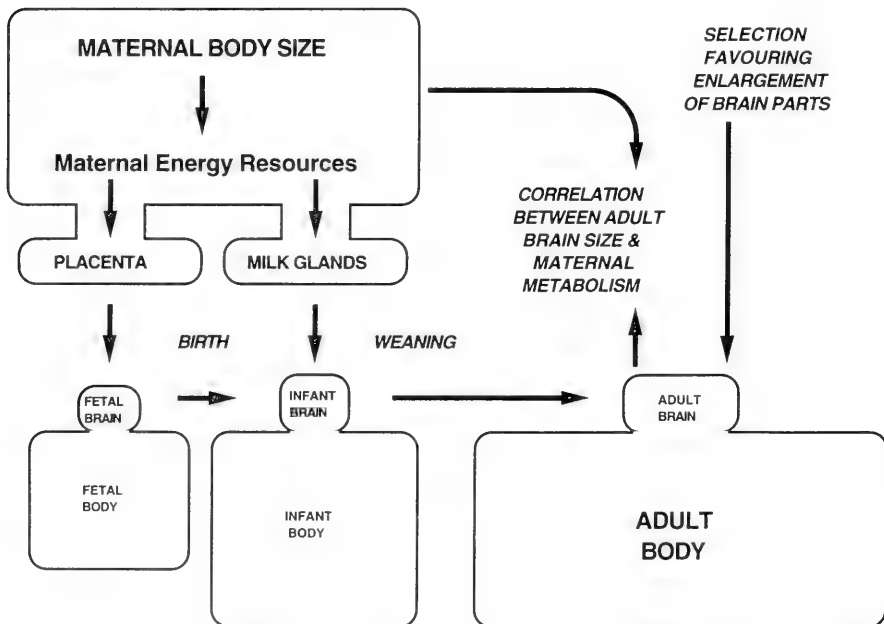 MATERNAL BODY SIZE
Maternal Energy Resources
PLACENTA
MILK GLANDS
SELECTION
FAVOURING
ENLARGEMENT
OF BRAIN PARTS
CORRELATION
BETWEEN ADULT
BRAIN SIZE &
MATERNAL
METABOLISM
BIRTH
WEANING
FETAL
BRAIN
INFANT
BRAIN
ADULT
BRAIN
FETAL
BODY
INFANT
BODY
ADULT
BODY